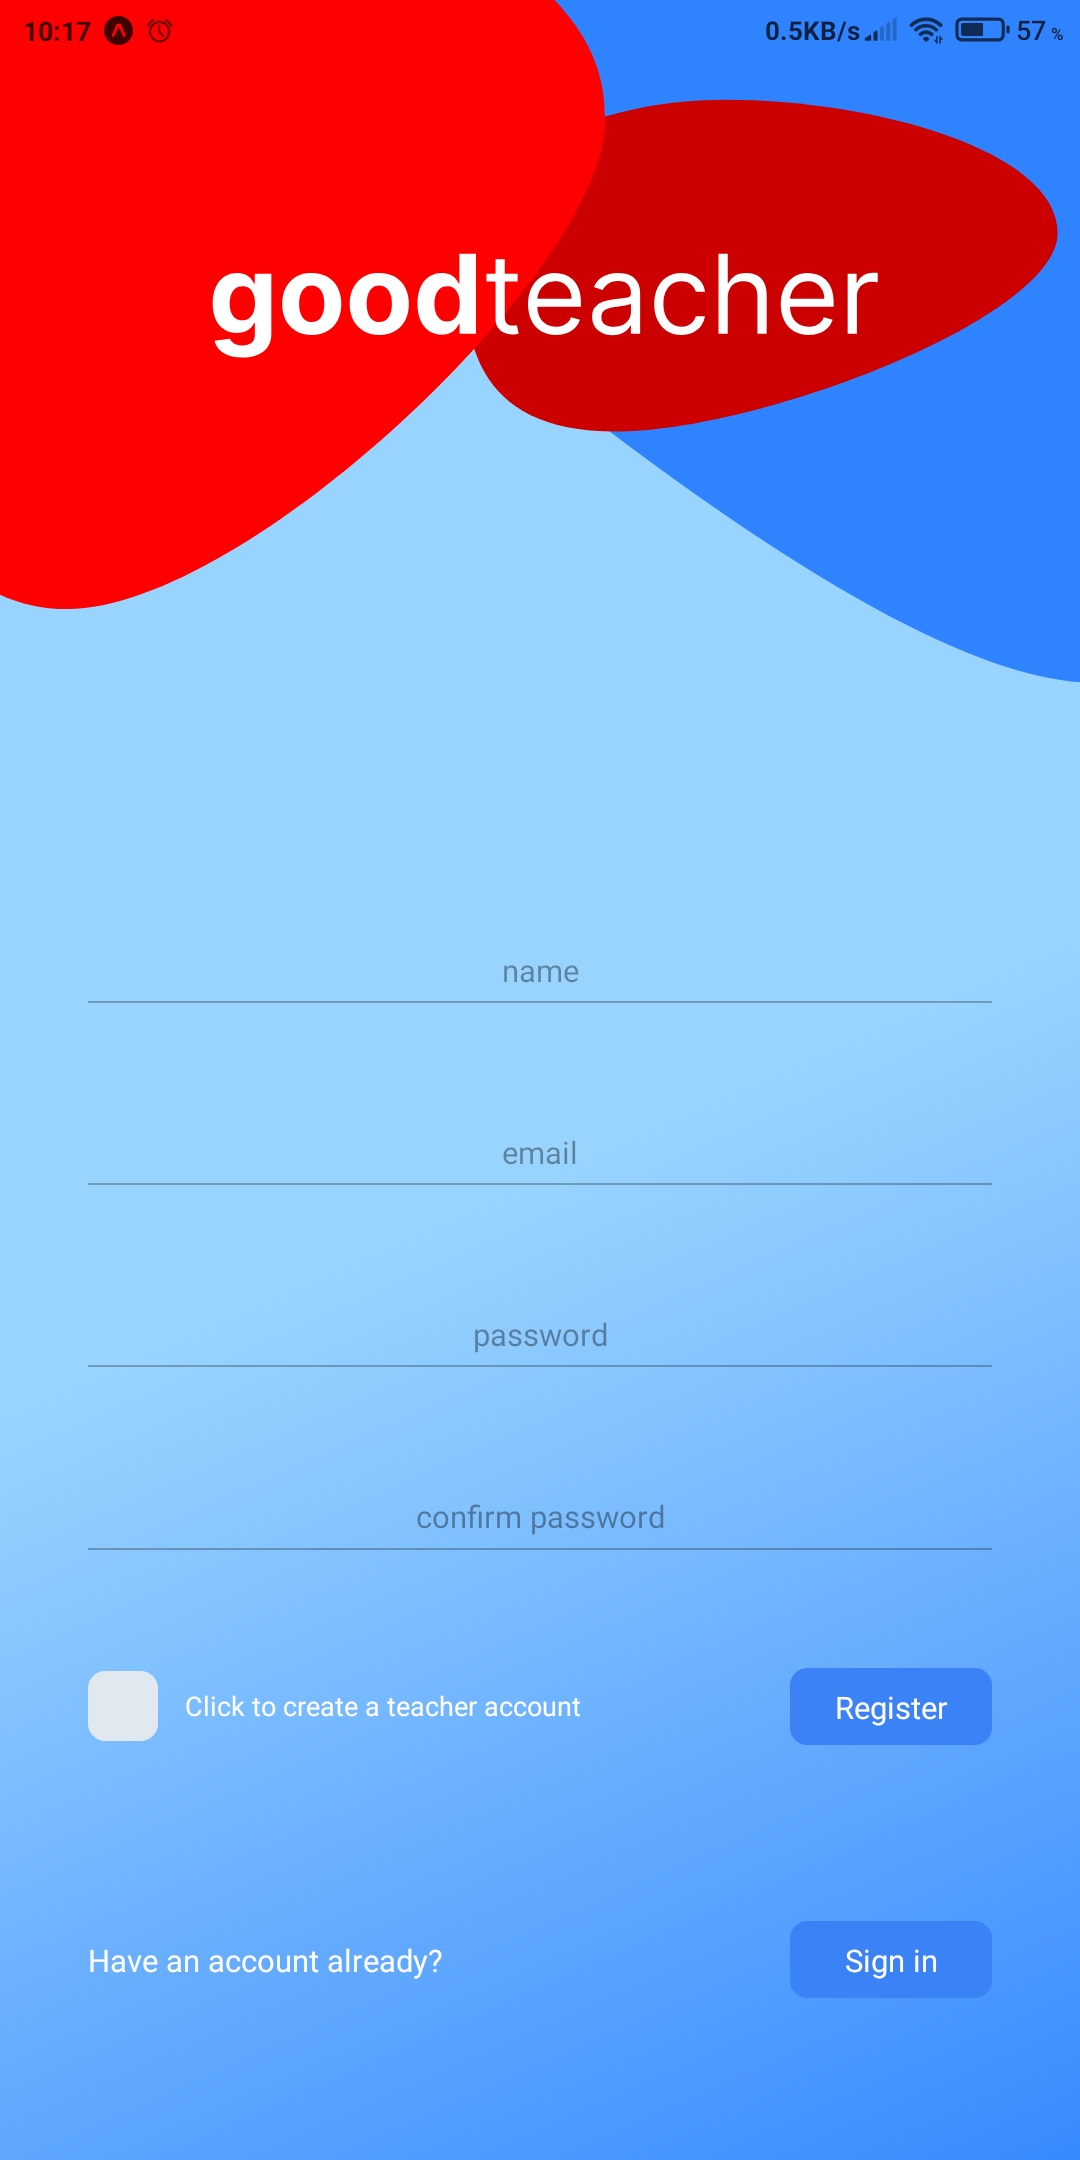 10:17 0.5KB/s 57 %
goodteacher
name
email
password
confirm password
Click to create a teacher account Register
Have an account already? Sign in